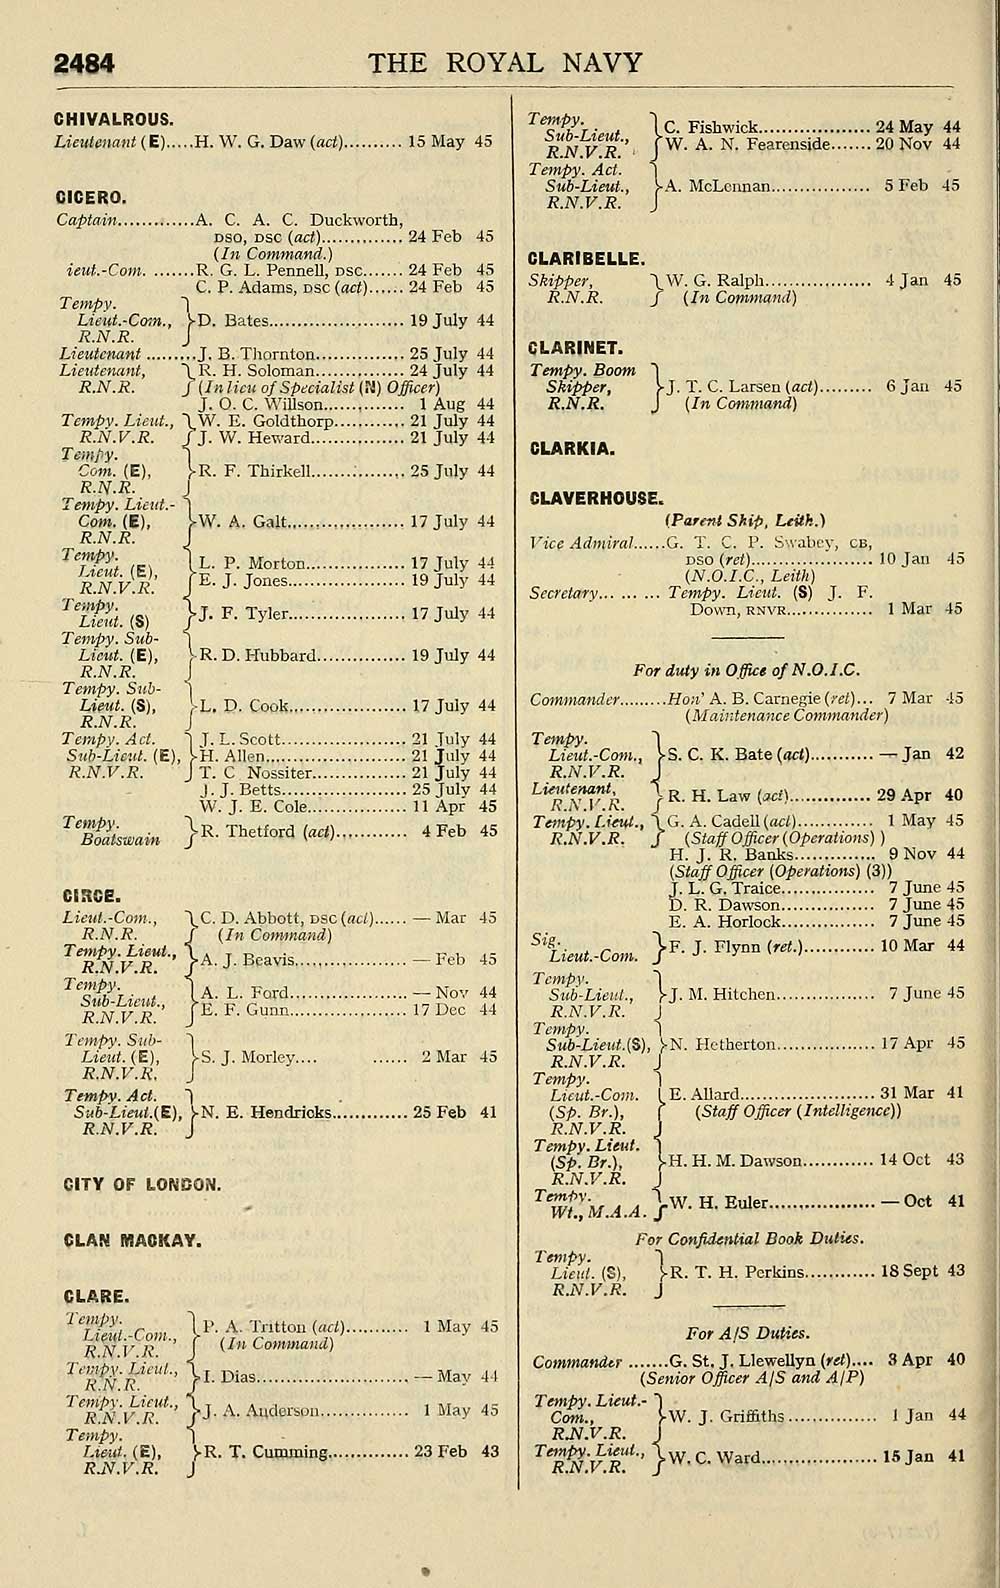 2484 THE ROYAL NAVY
CHIVALROUS.
Lieutenant (E).....H. W. G. Daw (act).......... 15 May 45
CICERO.
Captain.............A. C. A. C. Duckworth,
DSO, DSC (act).............. 24 Feb 45
(In Command.)
ieut.-Com. .......R. G. L. Pennell, DSC....... 24 Feb 45
C. P. Adams, DSC (act)...... 24 Feb 45
Tempy.
Lieut.-Com., }D. Bates....................... 19 July 44
R.N.R.
Lieutenant .........J. B. Thornton............... 25 July 44
Lieutenant, R. H. Soloman............... 24 July 44
R.N.R. (In lieu of Specialist (N) Officer)
J. O. C. Willson.............. 1 Aug 44
Tempy. Lieut., W. E. Goldthorp............ 21 July 44
R.N.V.R. J. W. Heward................ 21 July 44
Tempy.
Com. (E), }R. F. Thirkell................ 25 July 44
R.N.R.
Tempy. Lieut.-
Com. (E), }W. A. Galt.................... 17 July 44
R.N.R.
Tempy. L. P. Morton................. 17 July 44
Lieut. (E),
R.N.V.R. E. J. Jones.................... 19 July 44
Tempy.
Lieut. (S) }J. F. Tyler.................... 17 July 44
Tempy. Sub-
Lieut. (E), }R. D. Hubbard............... 19 July 44
R.N.R.
Tempy. Sub-
Lieut. (S), }L. D. Cook.................... 17 July 44
R.N.R.
Tempy. Act. J. L. Scott..................... 21 July 44
Sub-Lieut. (E), }H. Allen........................ 21 July 44
R.N.V.R. T. C Nossiter................ 21 July 44
J. J. Betts..................... 25 July 44
W. J. E. Cole................. 11 Apr 45
Tempy.
Boatswain }R. Thetford (act)............ 4 Feb 45
CIRCE.
Lieut.-Com., C. D. Abbott, DSC (act)...... — Mar 45
R.N.R. (In Command)
Tempy. Lieut.,
R.N.V.R. }A. J. Beavis................... — Feb 45
Tempy.
Sub-Lieut., A. L. Ford.................... — Nov 44
R.N.V.R. E. F. Gunn.................... 17 Dec 44
Tempy. Sub-
Lieut. (E), }S. J. Morley.... ...... 2 Mar 45
R.N.V.R.
Tempy. Act.
Sub-Lieut.(E), }N. E. Hendricks............. 25 Feb 41
R.N.V.R.
CITY OF LONDON.
CLAN MACKAY.
CLARE.
Tempy.
Lieut.-Com., P. A. Tritton (act).......... 1 May 45
R.N.V.R. (In Command)
Tempy. Lieut.,
R.N.R. }I. Dias.......................... — May 44
Tempy. Lieut.,
R.N.V.R. }J. A. Anderson............... 1 May 45
Tempy.
Lieut. (E), }R. T. Cumming............. 23 Feb 43
R.N.V.R.
Tempy.
Sub-Lieut., C. Fishwick................... 24 May 44
R.N.V.R. W. A. N. Fearenside....... 20 Nov 44
Tempy. Act.
Sub-Lieut., }A. McLennan................. 5 Feb 45
R.N.V.R.
CLARIBELLE.
Skipper, W. G. Ralph.................. 4 Jan 45
R.N.R. (In Command)
CLARINET.
Tempy. Boom
Skipper, }J. T. C. Larsen (act)......... 6 Jan 45
R.N.R. (In Command)
CLARKIA.
CLAVERHOUSE.
(Parent Ship, Leith.)
Vice Admiral......G. T. C. P. Swabey, CB,
DSO (ret)..................... 10 Jan 45
(N.O.I.C., Leith)
Secretary... ... ... Tempy. Lieut. (S) J. F.
Down, RNVR............... 1 Mar 45
For duty in Office of N.O.I.C.
Commander.........Hon' A. B. Carnegie (ret)... 7 Mar 45
(Maintenance Commander)
Tempy.
Lieut.-Com., }S. C. K. Bate (act)........... — Jan 42
R.N.V.R.
Lieutenant,
R.N.V.R. }R. H. Law (act).............. 29 Apr 40
Tempy. Lieut., G. A. Cadell (act)............. 1 May 45
R.N.V.R. (Staff Officer (Operations) )
H. J. R. Banks.............. 9 Nov 44
(Staff Officer (Operations) (3))
J. L. G. Traice................ 7 June 45
D. R. Dawson................ 7 June 45
E. A. Horlock................ 7 June 45
Sig.
Lieut.-Com. }F. J. Flynn (ret.)............ 10 Mar 44
Tempy.
Sub-Lieut., }J. M. Hitchen................. 7 June 45
R.N.V.R.
Tempy.
Sub-Lieut.(S), }N. Hetherton................. 17 Apr 45
R.N.V.R.
Tempy.
Lieut.-Com. E. Allard....................... 31 Mar 41
(Sp. Br.), (Staff Officer (Intelligence))
R.N.V.R.
Tempy. Lieut.
(Sp. Br.), }H. H. M. Dawson............ 14 Oct 43
R.N.V.R.
Tempy.
Wt., M.A.A. }W. H. Euler.................. — Oct 41
For Confidential Book Duties.
Tempy.
Lieut. (S), }R. T. H. Perkins............ 18 Sept 43
R.N.V.R.
For A/S Duties.
Commander .......G. St. J. Llewellyn (ret).... 3 Apr 40
(Senior Officer A/S and A/P)
Tempy. Lieut.-
Com., }W. J. Griffiths............... 1 Jan 44
R.N.V.R.
Tempy. Lieut.,
R.N.V.R. }W. C. Ward.................... 15 Jan 41